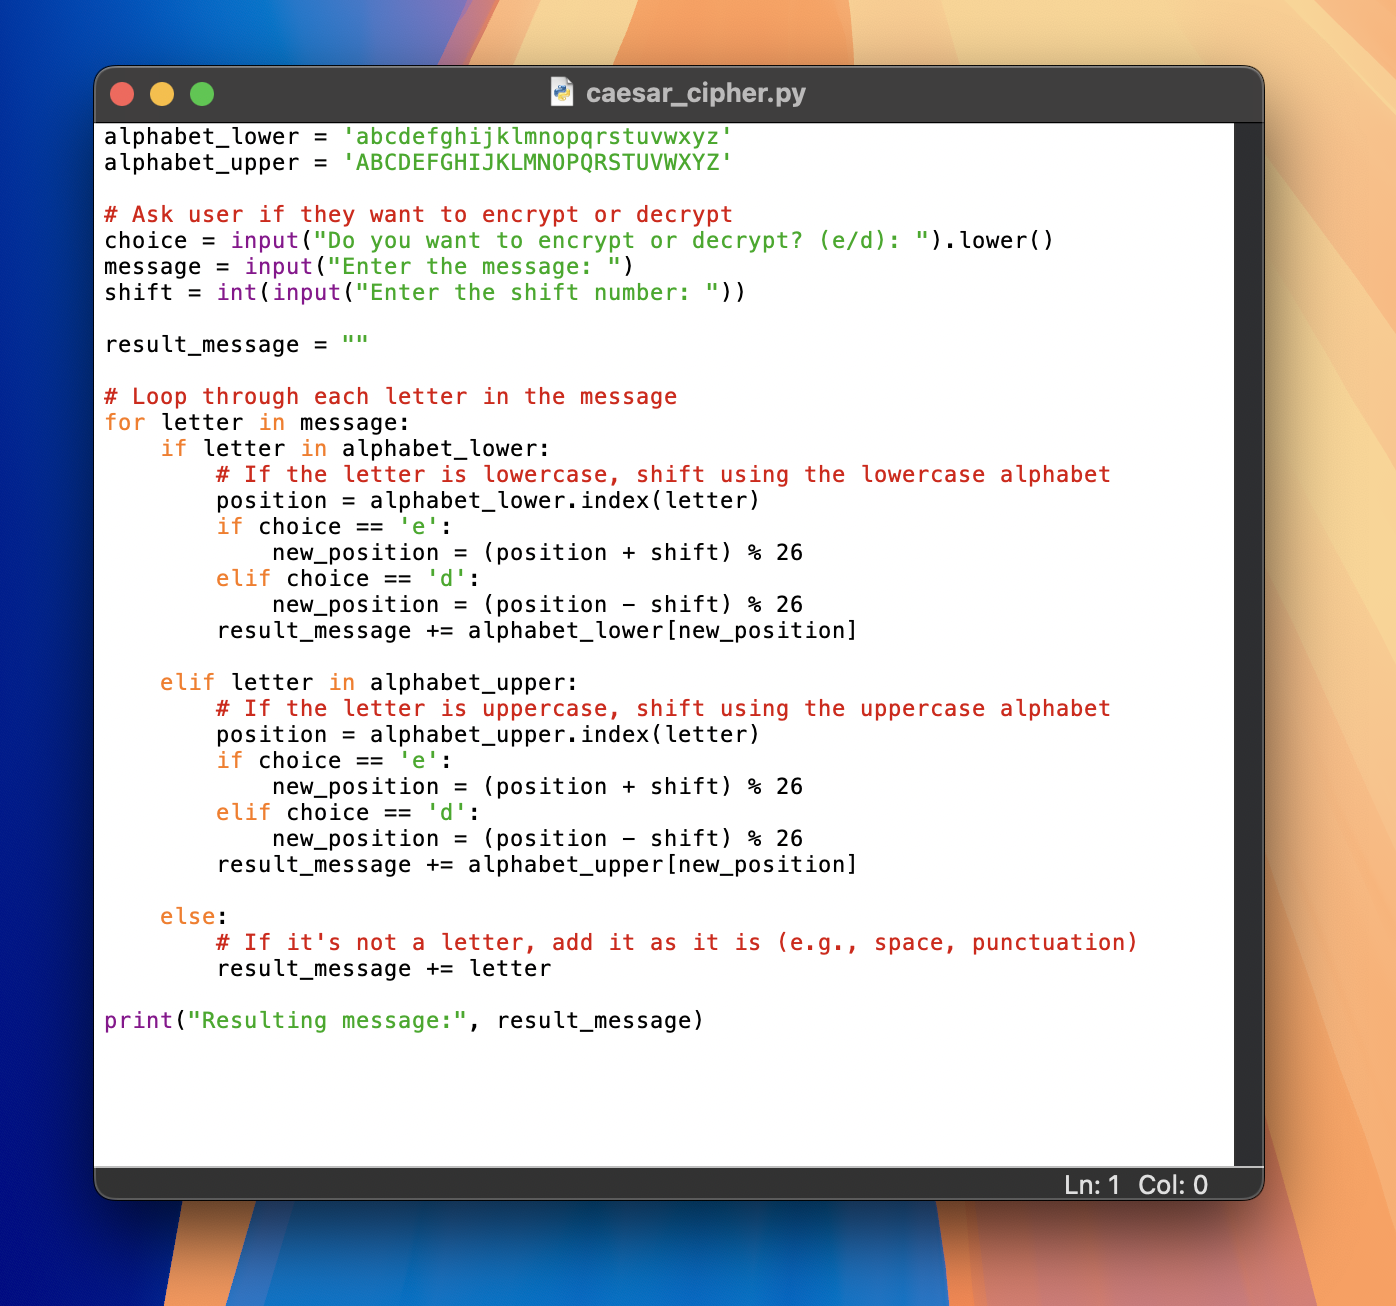 caesar_cipher.py
alphabet_lower = 'abcdefghijklmnopqrstuvwxyz'
alphabet_upper = 'ABCDEFGHIJKLMNOPQRSTUVWXYZ'

# Ask user if they want to encrypt or decrypt
choice = input("Do you want to encrypt or decrypt? (e/d): ").lower()
message = input("Enter the message: ")
shift = int(input("Enter the shift number: "))

result_message = ""

# Loop through each letter in the message
for letter in message:
    if letter in alphabet_lower:
        # If the letter is lowercase, shift using the lowercase alphabet
        position = alphabet_lower.index(letter)
        if choice == 'e':
            new_position = (position + shift) % 26
        elif choice == 'd':
            new_position = (position - shift) % 26
        result_message += alphabet_lower[new_position]

    elif letter in alphabet_upper:
        # If the letter is uppercase, shift using the uppercase alphabet
        position = alphabet_upper.index(letter)
        if choice == 'e':
            new_position = (position + shift) % 26
        elif choice == 'd':
            new_position = (position - shift) % 26
        result_message += alphabet_upper[new_position]

    else:
        # If it's not a letter, add it as it is (e.g., space, punctuation)
        result_message += letter

print("Resulting message:", result_message)
Ln: 1 Col: 0